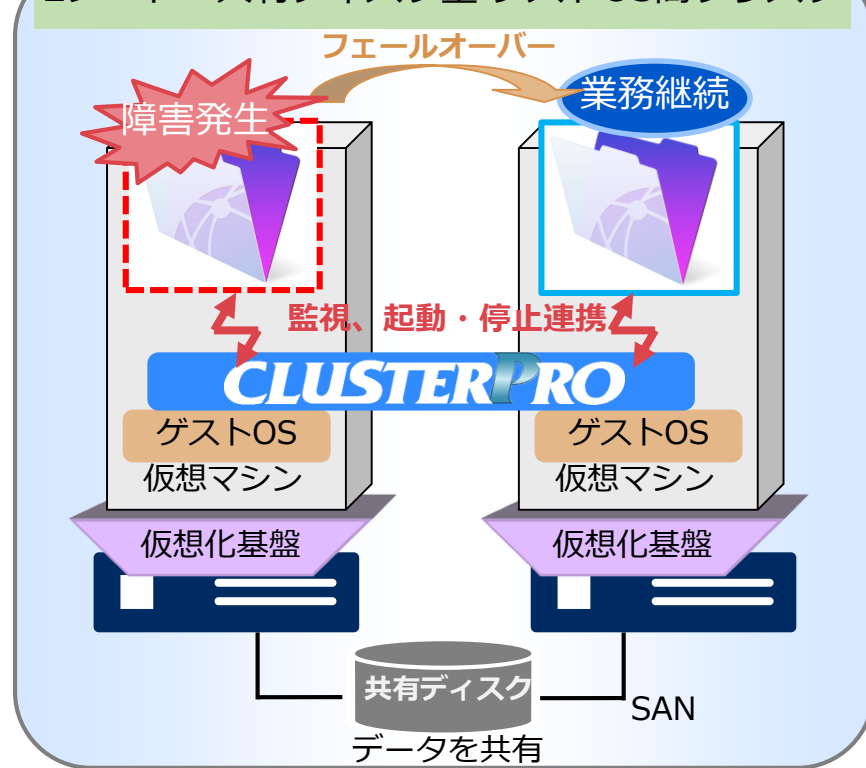 フェールオーバー
障害発生
業務継続
監視、起動・停止連携
CLUSTERPRO
ゲストOS
ゲストOS
仮想マシン
仮想マシン
仮想化基盤
仮想化基盤
共有ディスク
SAN
データを共有